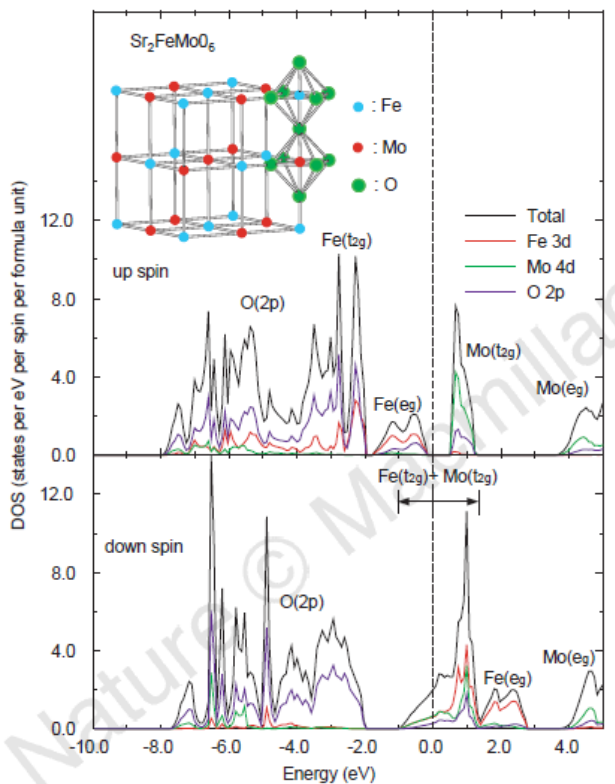 Sr₂FeMo0₆
: Fe
: Mo
: O
12.0
8.0
4.0
0.0
up spin
O(2p)
Fe(t₂g)
Fe(eg)
Mo(t₂g)
Mo(eg)
Total
Fe 3d
Mo 4d
O 2p
DOS (states per eV per spin per formula unit)
Fe(t₂g)+ Mo(t₂g)
down spin
12.0
8.0
4.0
0.0
O(2p)
Fe(eg)
Mo(eg)
-10.0 -8.0 -6.0 -4.0 -2.0 0.0 2.0 4.0
Energy (eV)
Nature © Macmillan